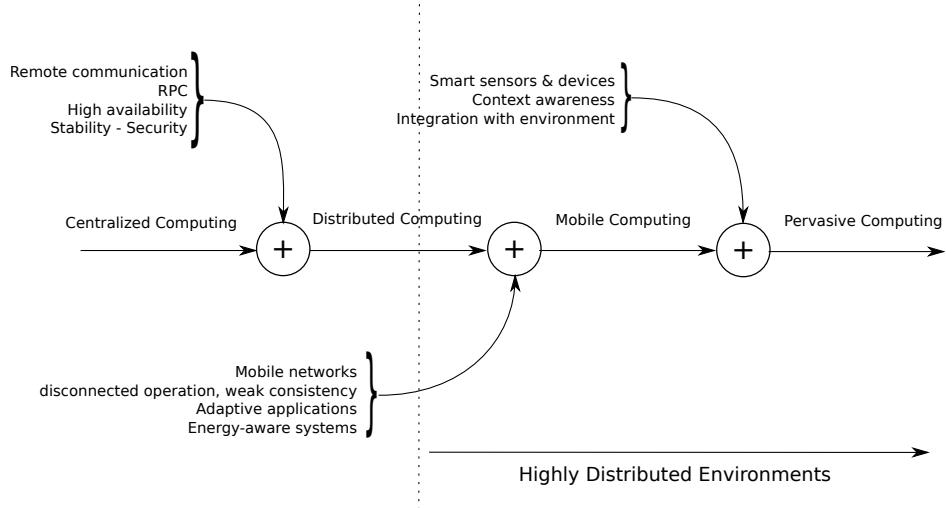 Remote communication
RPC
High availability
Stability - Security
Smart sensors & devices
Context awareness
Integration with environment
Centralized Computing
Distributed Computing
Mobile Computing
Pervasive Computing
+
+
+
Mobile networks
disconnected operation, weak consistency
Adaptive applications
Energy-aware systems
Highly Distributed Environments